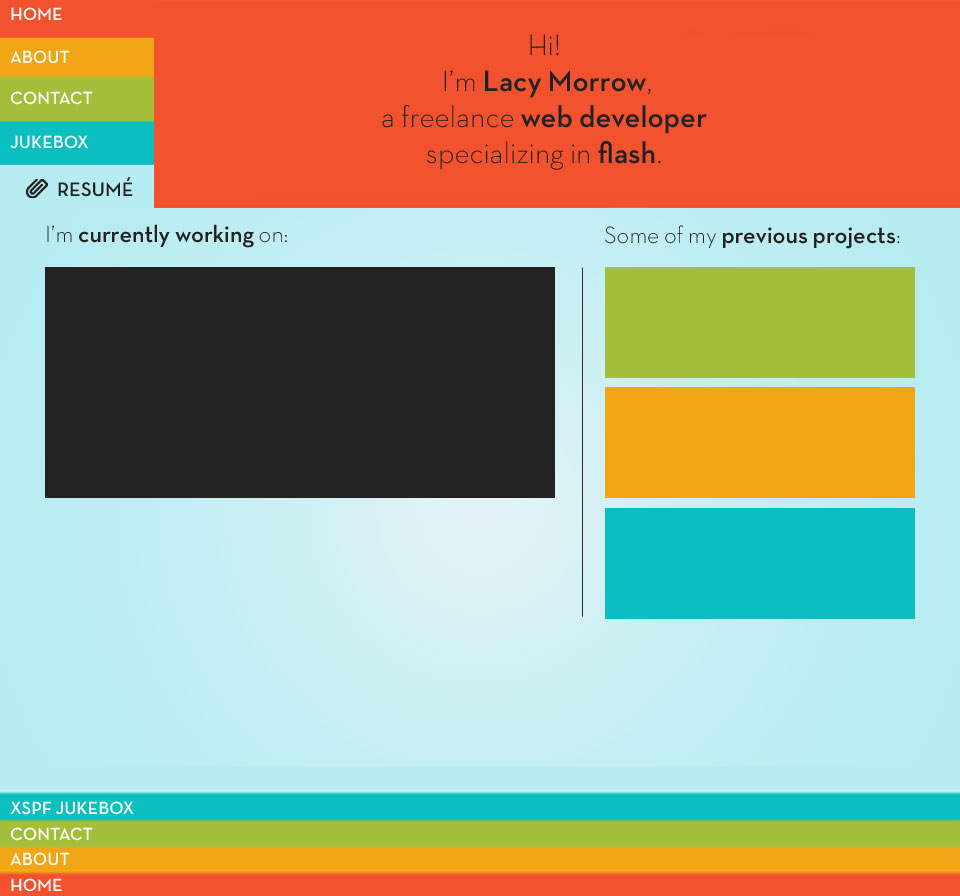 HOME
ABOUT
CONTACT
JUKEBOX
RESUMÉ
Hi!
I'm Lacy Morrow,
a freelance web developer
specializing in flash.
I'm currently working on:
Some of my previous projects:
XSPF JUKEBOX
CONTACT
ABOUT
HOME